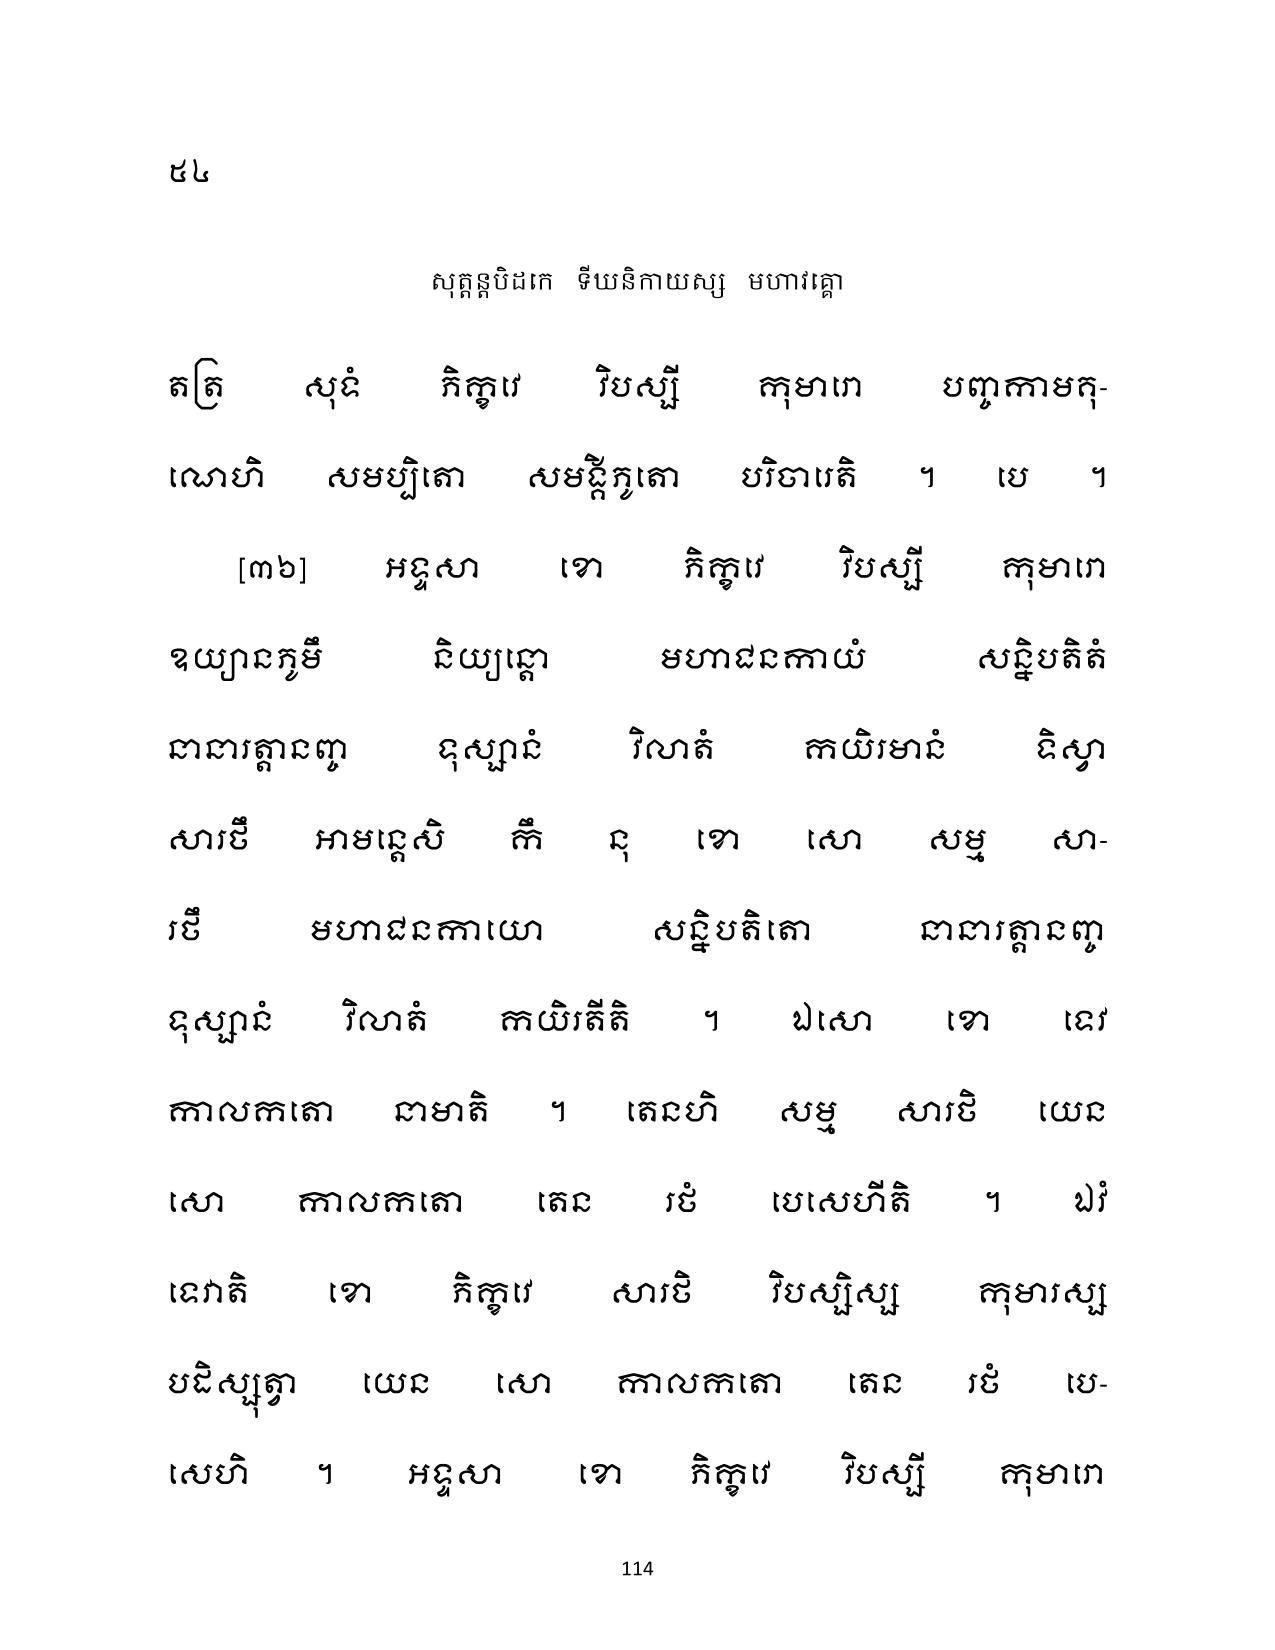 ៥៤
សុត្តន្តបិដកេ ទីឃនិកាយស្ស មហាវគ្គោ
តត្រ សុទំ ភិក្ខវេ វិបស្សី កុមារោ បញ្ចកាមគុ-
ណេហិ សមប្បិតោ សមង្គីភូតោ បរិចារេតិ ។ បេ ។
[៣៦] អទ្ទសា ខោ ភិក្ខវេ វិបស្សី កុមារោ
ឧយ្យានភូមឹ និយ្យន្តោ មហាជនកាយំ សន្និបតិតំ
នានារត្តានញ្ច ទុស្សានំ វិលាតំ កយិរមានំ ទិស្វា
សារថឹ អាមន្តេសិ កឹ នុ ខោ សោ សម្ម សា-
រថឹ មហាជនកាយោ សន្និបតិតោ នានារត្តានញ្ច
ទុស្សានំ វិលាតំ កយិរតីតិ ។ ឯសោ ខោ ទេវ
កាលកតោ នាមាតិ ។ តេនហិ សម្ម សារថិ យេន
សោ កាលកតោ តេន រថំ បេសេហីតិ ។ ឯវំ
ទេវាតិ ខោ ភិក្ខវេ សារថិ វិបស្សិស្ស កុមារស្ស
បដិស្សុត្វា យេន សោ កាលកតោ តេន រថំ បេ-
សេហិ ។ អទ្ទសា ខោ ភិក្ខវេ វិបស្សី កុមារោ
114